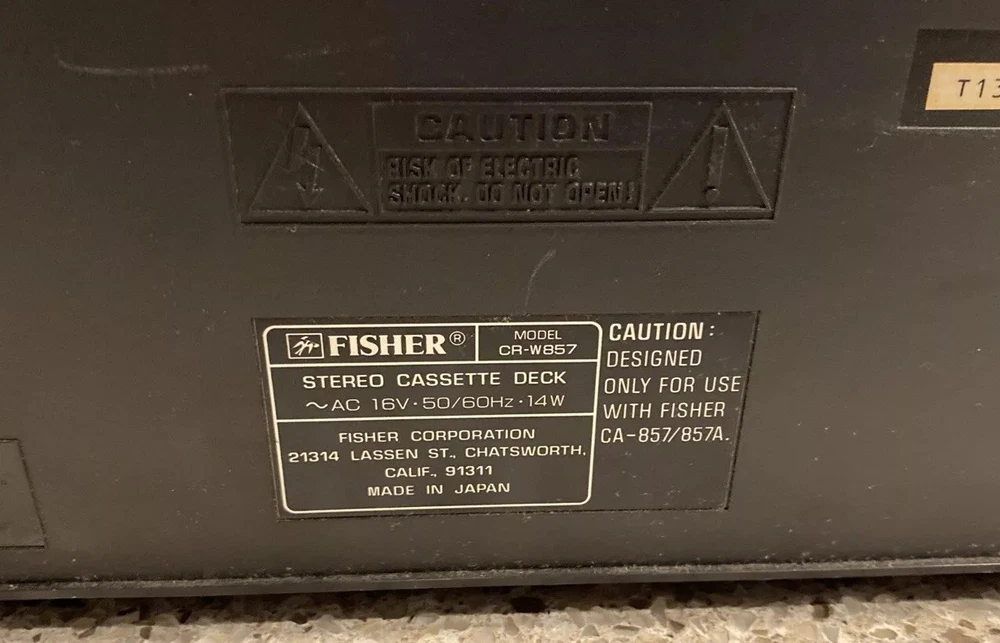 T13
CAUTION
RISK OF ELECTRIC
SHOCK. DO NOT OPEN!
FISHER®
MODEL
CR-W857
STEREO CASSETTE DECK
~AC 16V·50/60Hz·14W
FISHER CORPORATION
21314 LASSEN ST., CHATSWORTH,
CALIF., 91311
MADE IN JAPAN
CAUTION:
DESIGNED
ONLY FOR USE
WITH FISHER
CA-857/857A.